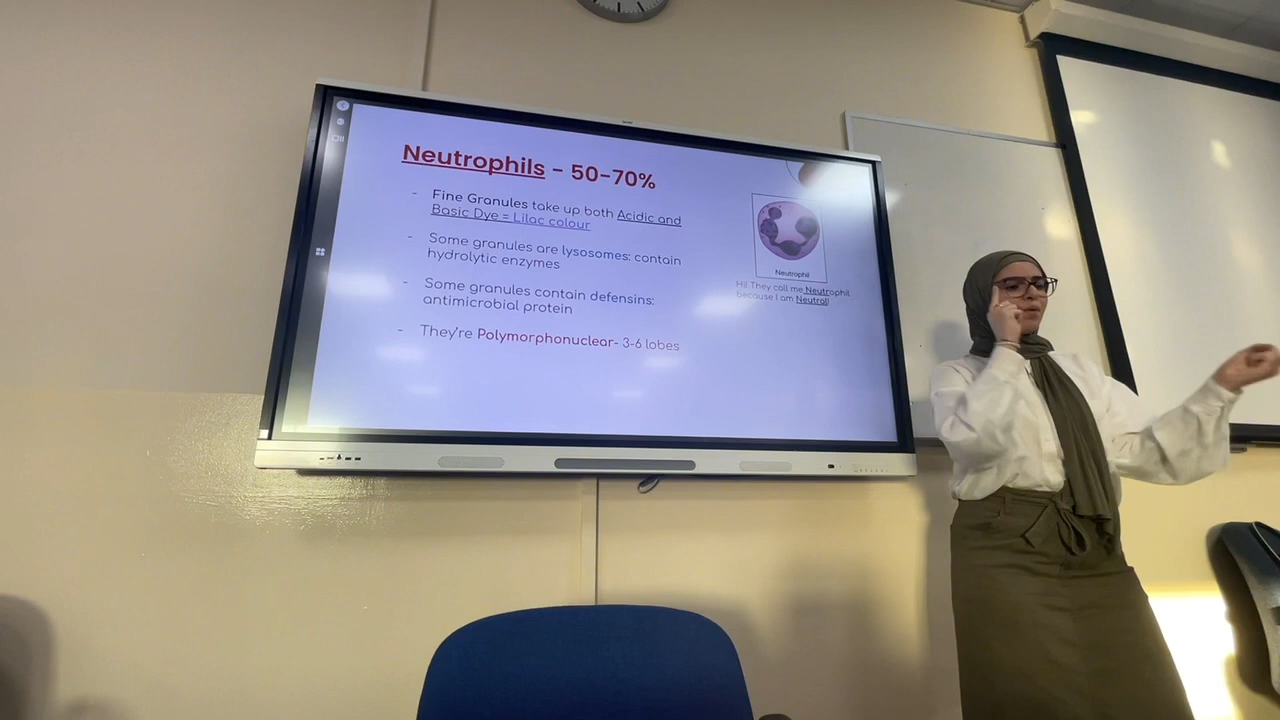 Neutrophils - 50-70%
- Fine Granules take up both Acidic and
Basic Dye = Lilac colour
- Some granules are lysosomes: contain
hydrolytic enzymes
- Some granules contain defensins:
antimicrobial protein
- They're Polymorphonuclear- 3-6 lobes
Neutrophil
Hi! They call me Neutrophil
because I am Neutral!